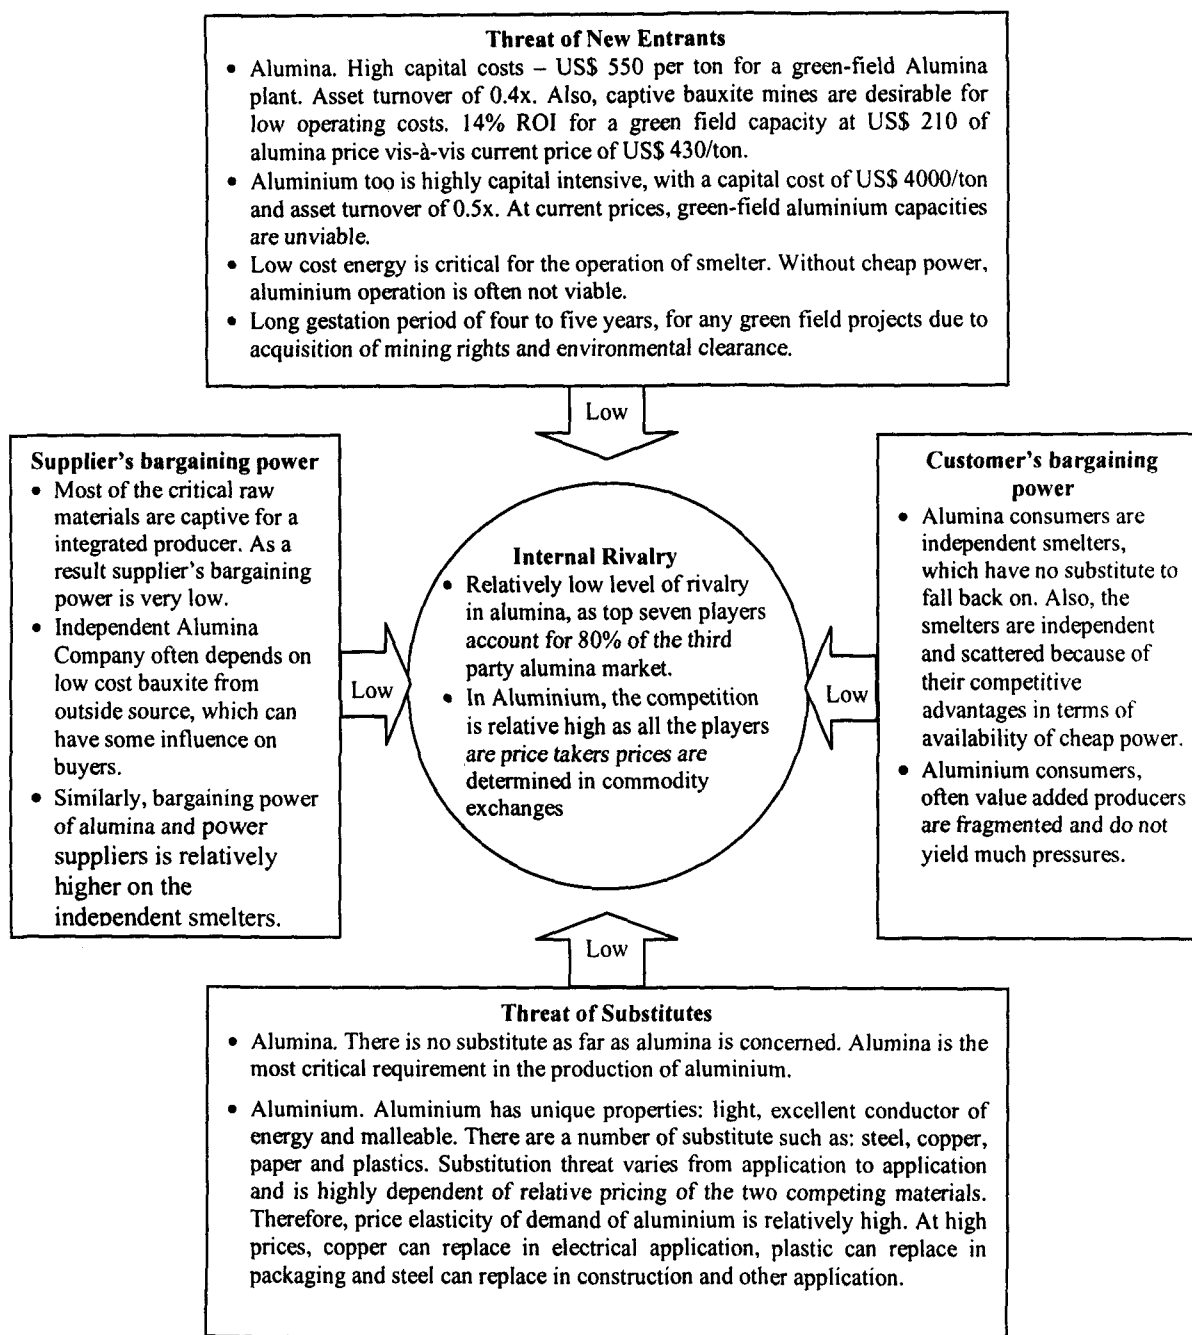 Threat of New Entrants
• Alumina. High capital costs – US$ 550 per ton for a green-field Alumina
plant. Asset turnover of 0.4x. Also, captive bauxite mines are desirable for
low operating costs. 14% ROI for a green field capacity at US$ 210 of
alumina price vis-à-vis current price of US$ 430/ton.
• Aluminium too is highly capital intensive, with a capital cost of US$ 4000/ton
and asset turnover of 0.5x. At current prices, green-field aluminium capacities
are unviable.
• Low cost energy is critical for the operation of smelter. Without cheap power,
aluminium operation is often not viable.
• Long gestation period of four to five years, for any green field projects due to
acquisition of mining rights and environmental clearance.
Low
Supplier's bargaining power
• Most of the critical raw
materials are captive for a
integrated producer. As a
result supplier's bargaining
power is very low.
• Independent Alumina
Company often depends on
low cost bauxite from
outside source, which can
have some influence on
buyers.
• Similarly, bargaining power
of alumina and power
suppliers is relatively
higher on the
independent smelters.
Low
Internal Rivalry
• Relatively low level of rivalry
in alumina, as top seven players
account for 80% of the third
party alumina market.
• In Aluminium, the competition
is relative high as all the players
are price takers prices are
determined in commodity
exchanges
Low
Customer's bargaining
power
• Alumina consumers are
independent smelters,
which have no substitute to
fall back on. Also, the
smelters are independent
and scattered because of
their competitive
advantages in terms of
availability of cheap power.
• Aluminium consumers,
often value added producers
are fragmented and do not
yield much pressures.
Low
Threat of Substitutes
• Alumina. There is no substitute as far as alumina is concerned. Alumina is the
most critical requirement in the production of aluminium.
• Aluminium. Aluminium has unique properties: light, excellent conductor of
energy and malleable. There are a number of substitute such as: steel, copper,
paper and plastics. Substitution threat varies from application to application
and is highly dependent of relative pricing of the two competing materials.
Therefore, price elasticity of demand of aluminium is relatively high. At high
prices, copper can replace in electrical application, plastic can replace in
packaging and steel can replace in construction and other application.